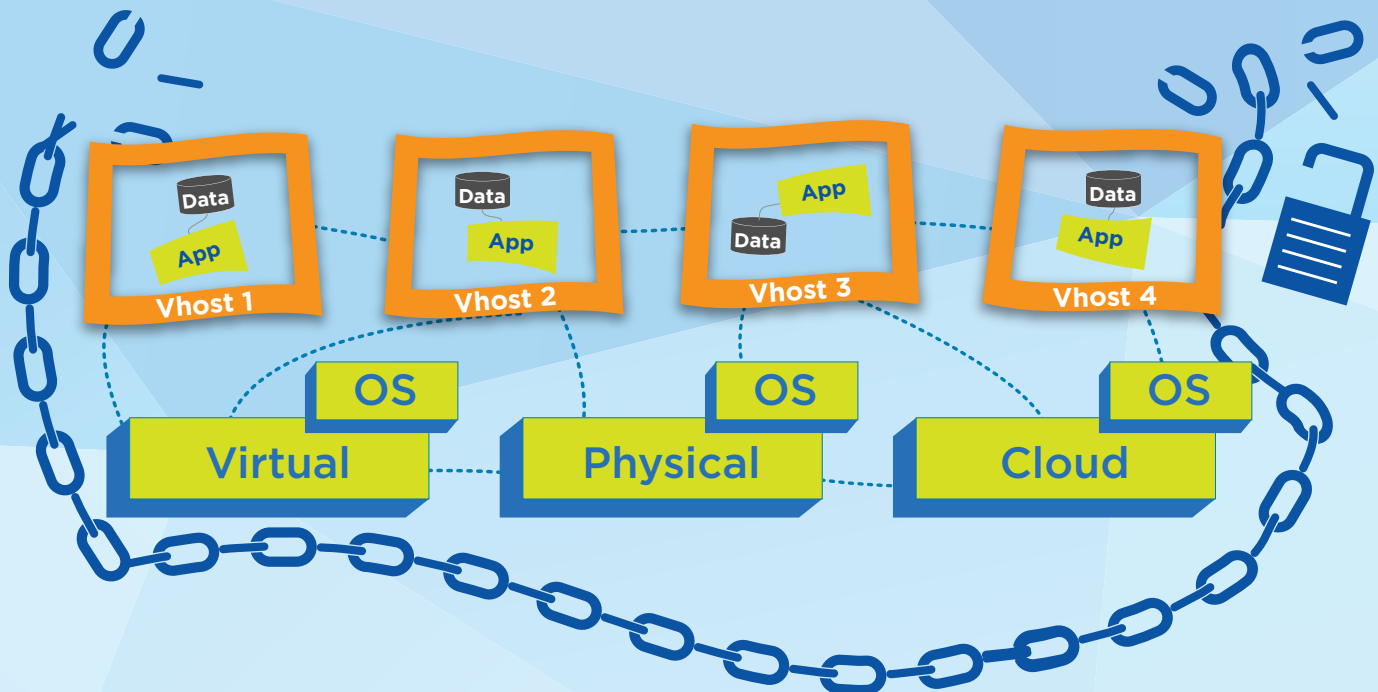 Data
App
Vhost 1
Data
App
Vhost 2
App
Data
Vhost 3
Data
App
Vhost 4
OS
Virtual
OS
Physical
OS
Cloud